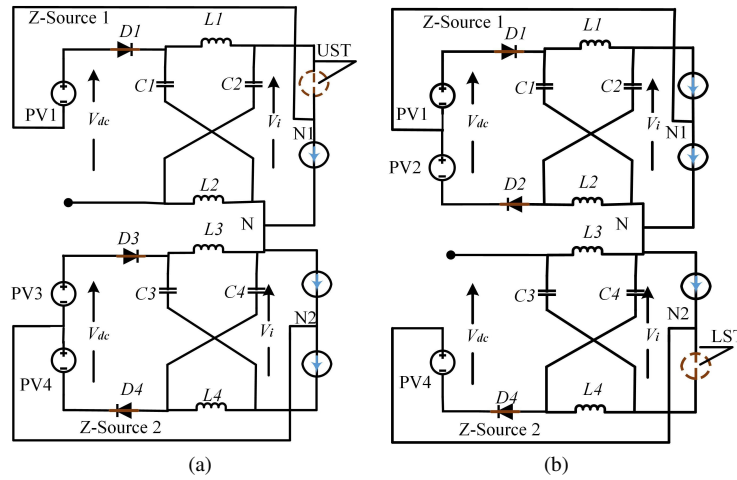 Z-Source 1
D1
L1
UST
C1
C2
PV1
Vdc
Vi
N1
L2
N
L3
D3
PV3
C3
C4
N2
Vdc
Vi
PV4
D4
L4
Z-Source 2
(a)
Z-Source 1
D1
L1
C1
C2
PV1
Vdc
Vi
N1
PV2
D2
L2
N
L3
C3
C4
N2
Vdc
Vi
LST
PV4
D4
L4
Z-Source 2
(b)